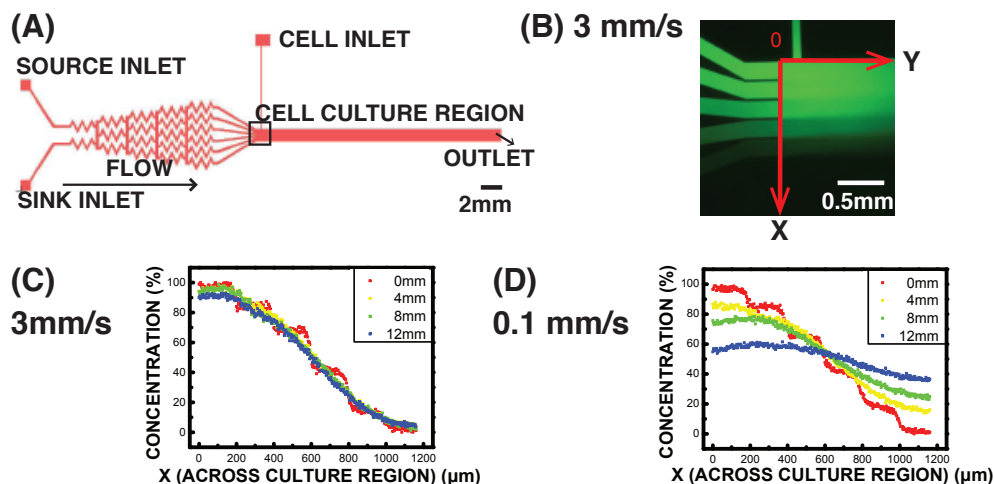 (A)
CELL INLET
SOURCE INLET
CELL CULTURE REGION
OUTLET
FLOW
SINK INLET
2mm
(B) 3 mm/s
0
Y
0.5mm
X
(C)
3mm/s
CONCENTRATION (%)
100
80
60
40
20
0
0mm
4mm
8mm
12mm
0 200 400 600 800 1000 1200
X (ACROSS CULTURE REGION) (μm)
(D)
0.1 mm/s
CONCENTRATION (%)
100
80
60
40
20
0
0mm
4mm
8mm
12mm
0 200 400 600 800 1000 1200
X (ACROSS CULTURE REGION) (μm)